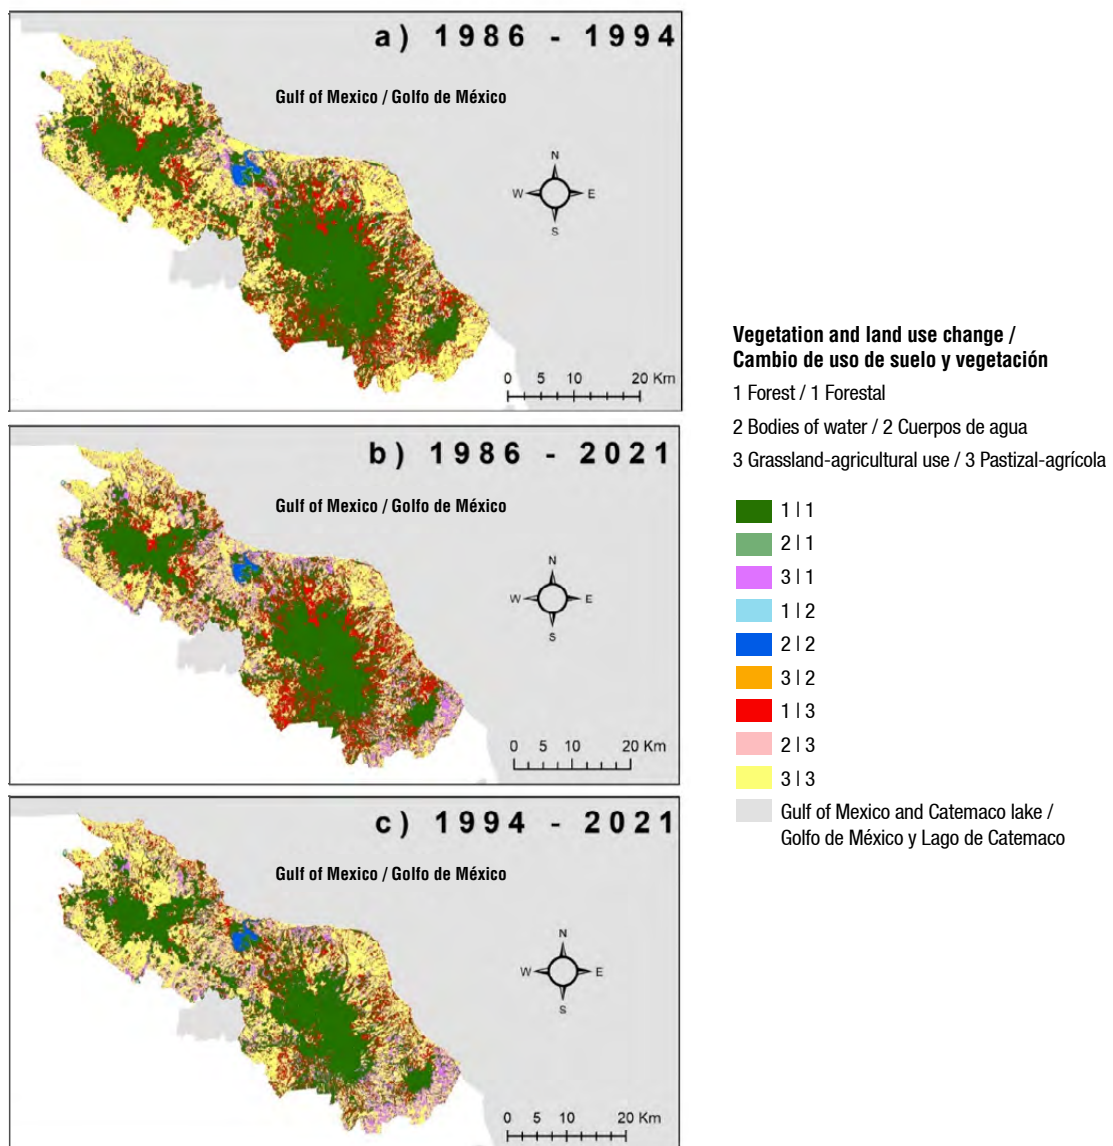 a) 1986 - 1994
Gulf of Mexico / Golfo de México
N
W E
S
0 5 10 20 Km
b) 1986 - 2021
Gulf of Mexico / Golfo de México
N
W E
S
0 5 10 20 Km
c) 1994 - 2021
Gulf of Mexico / Golfo de México
N
W E
S
0 5 10 20 Km
Vegetation and land use change /
Cambio de uso de suelo y vegetación
1 Forest / 1 Forestal
2 Bodies of water / 2 Cuerpos de agua
3 Grassland-agricultural use / 3 Pastizal-agrícola
1 | 1
2 | 1
3 | 1
1 | 2
2 | 2
3 | 2
1 | 3
2 | 3
3 | 3
Gulf of Mexico and Catemaco lake /
Golfo de México y Lago de Catemaco